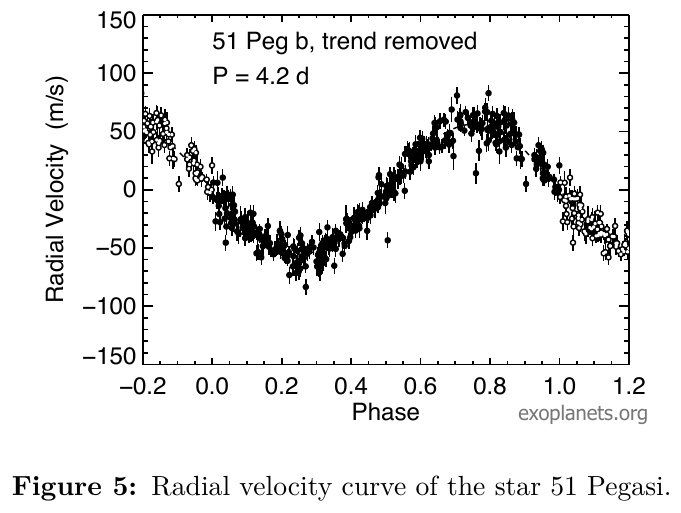 150
51 Peg b, trend removed
100
P = 4.2 d
50
0
−50
−100
−150
Radial Velocity (m/s)
−0.2 0.0 0.2 0.4 0.6 0.8 1.0 1.2
Phase
exoplanets.org
Figure 5: Radial velocity curve of the star 51 Pegasi.